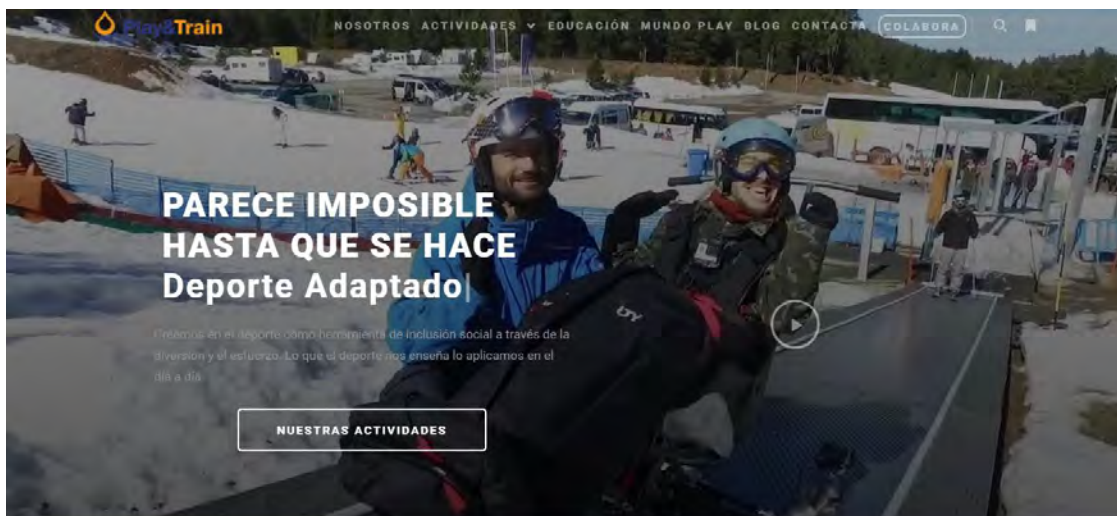 Play&Train
NOSOTROS ACTIVIDADES EDUCACIÓN MUNDO PLAY BLOG CONTACTA COLABORA
PARECE IMPOSIBLE
HASTA QUE SE HACE
Deporte Adaptado
Creemos en el deporte como herramienta de inclusión social a través de la
diversión y el esfuerzo. Lo que el deporte nos enseña lo aplicamos en el
día a día.
NUESTRAS ACTIVIDADES